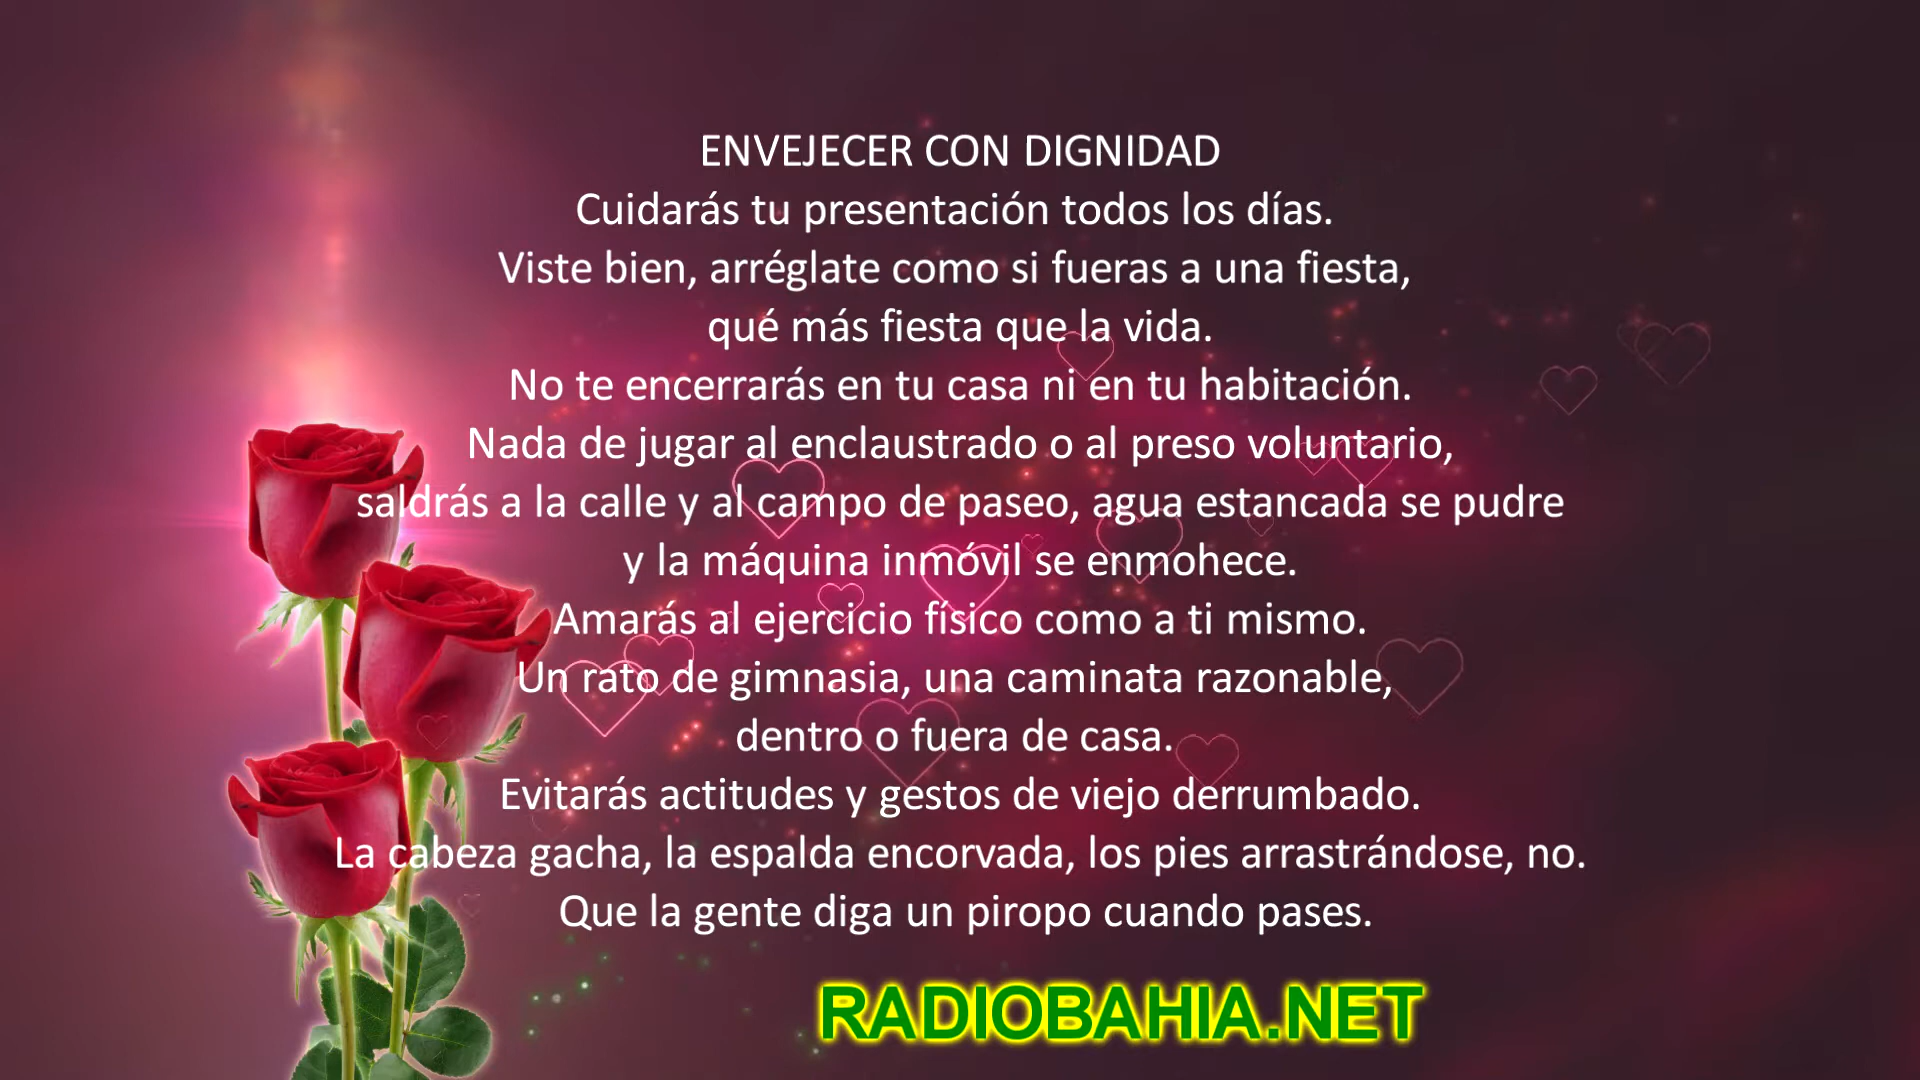 ENVEJECER CON DIGNIDAD
Cuidarás tu presentación todos los días.
Viste bien, arréglate como si fueras a una fiesta,
qué más fiesta que la vida.
No te encerrarás en tu casa ni en tu habitación.
Nada de jugar al enclaustrado o al preso voluntario,
saldrás a la calle y al campo de paseo, agua estancada se pudre
y la máquina inmóvil se enmohece.
Amarás al ejercicio físico como a ti mismo.
Un rato de gimnasia, una caminata razonable,
dentro o fuera de casa.
Evitarás actitudes y gestos de viejo derrumbado.
La cabeza gacha, la espalda encorvada, los pies arrastrándose, no.
Que la gente diga un piropo cuando pases.
RADIOBAHIA.NET